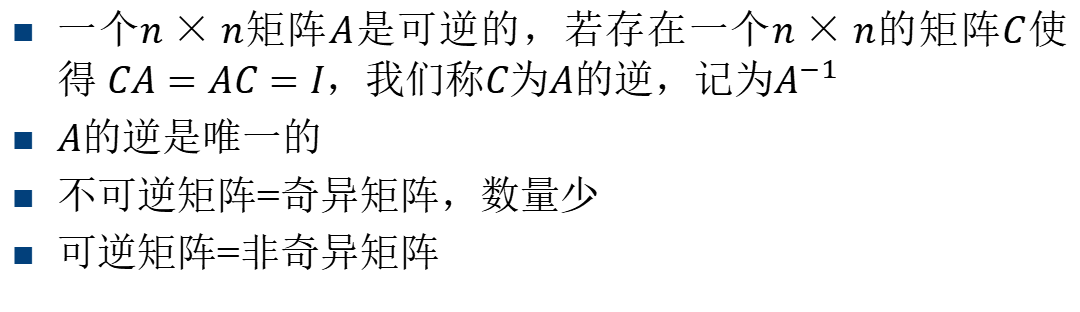 ■ 一个n × n矩阵A是可逆的，若存在一个n × n的矩阵C使
得 CA = AC = I，我们称C为A的逆，记为A⁻¹
■ A的逆是唯一的
■ 不可逆矩阵=奇异矩阵，数量少
■ 可逆矩阵=非奇异矩阵